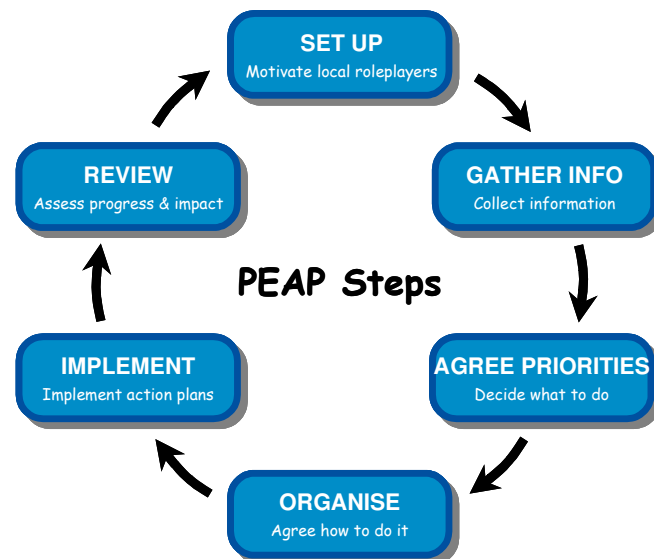 SET UP
Motivate local roleplayers
REVIEW
Assess progress & impact
GATHER INFO
Collect information
PEAP Steps
IMPLEMENT
Implement action plans
AGREE PRIORITIES
Decide what to do
ORGANISE
Agree how to do it